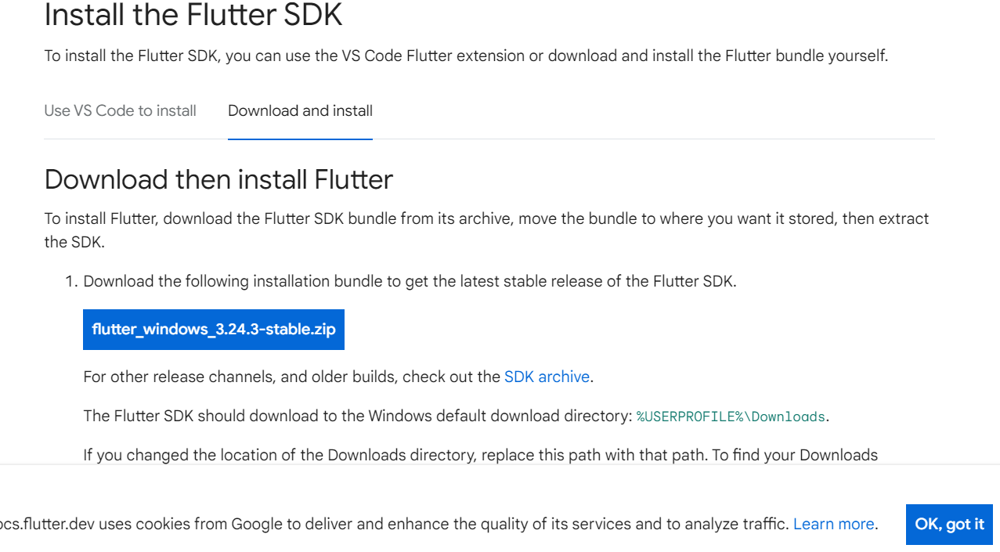 Install the Flutter SDK
To install the Flutter SDK, you can use the VS Code Flutter extension or download and install the Flutter bundle yourself.
Use VS Code to install
Download and install
Download then install Flutter
To install Flutter, download the Flutter SDK bundle from its archive, move the bundle to where you want it stored, then extract
the SDK.
1. Download the following installation bundle to get the latest stable release of the Flutter SDK.
flutter_windows_3.24.3-stable.zip
For other release channels, and older builds, check out the SDK archive.
The Flutter SDK should download to the Windows default download directory: %USERPROFILE%\Downloads.
If you changed the location of the Downloads directory, replace this path with that path. To find your Downloads
ocs.flutter.dev uses cookies from Google to deliver and enhance the quality of its services and to analyze traffic. Learn more.
OK, got it